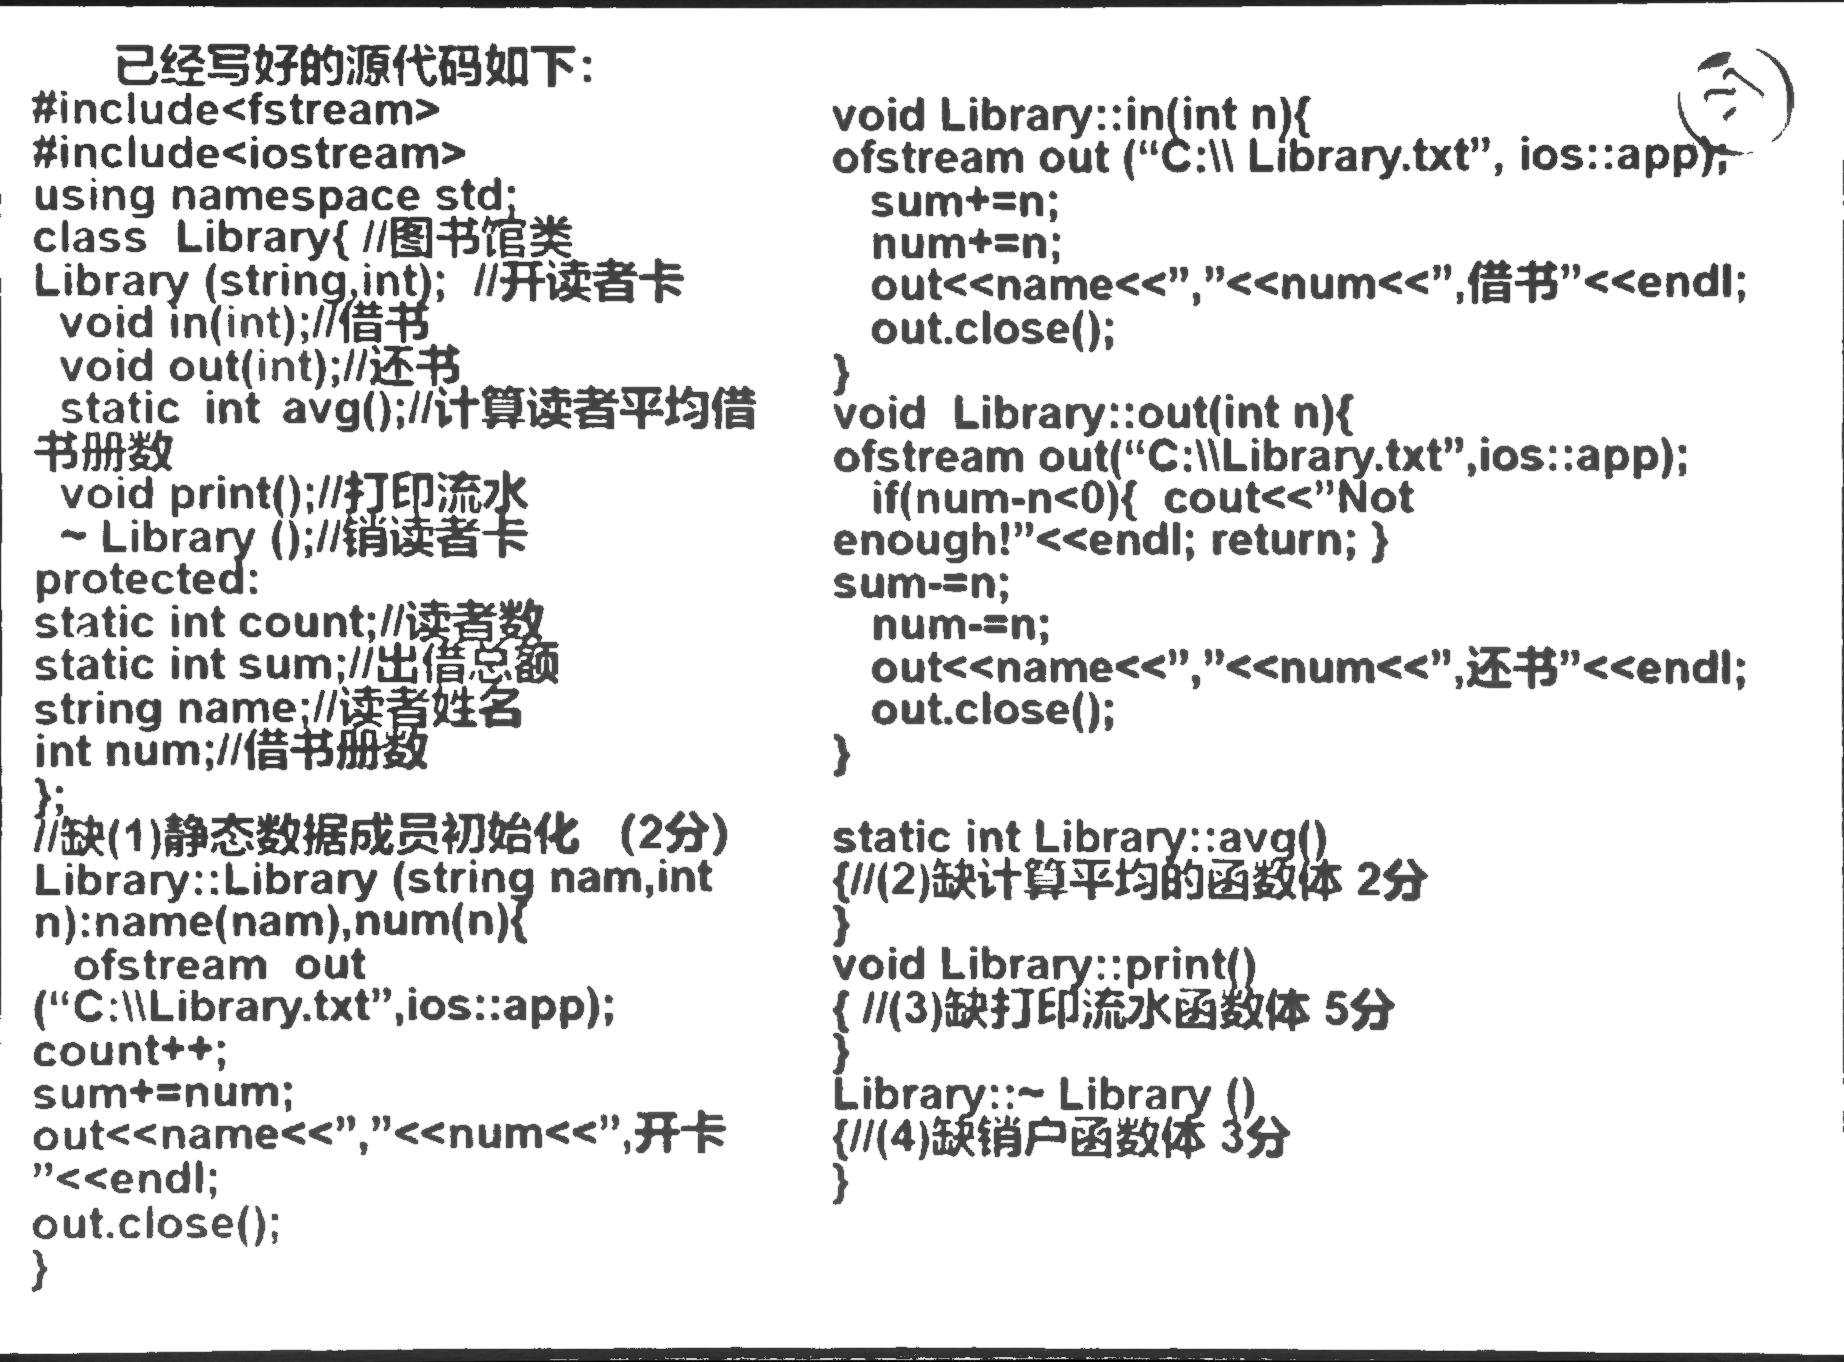 已经写好的源代码如下：
#include<fstream>
#include<iostream>
using namespace std;
class Library{ //图书馆类
Library (string,int); //开读者卡
void in(int);//借书
void out(int);//还书
static int avg();//计算读者平均借
书册数
void print();//打印流水
~ Library ();//销读者卡
protected:
static int count;//读者数
static int sum;//出借总额
string name;//读者姓名
int num;//借书册数
};
//缺(1)静态数据成员初始化 （2分）
Library::Library (string nam,int
n):name(nam),num(n){
ofstream out
(“C:\\Library.txt”,ios::app);
count++;
sum+=num;
out<<name<<”,”<<num<<”,开卡
”<<endl;
out.close();
}
void Library::in(int n){
ofstream out (“C:\\ Library.txt”, ios::app);
sum+=n;
num+=n;
out<<name<<”,”<<num<<”,借书”<<endl;
out.close();
}
void Library::out(int n){
ofstream out(“C:\\Library.txt”,ios::app);
if(num-n<0){ cout<<”Not
enough!”<<endl; return; }
sum-=n;
num-=n;
out<<name<<”,”<<num<<”,还书”<<endl;
out.close();
}
static int Library::avg()
{//(2)缺计算平均的函数体 2分
}
void Library::print()
{ //(3)缺打印流水函数体 5分
}
Library::~ Library ()
{//(4)缺销户函数体 3分
}